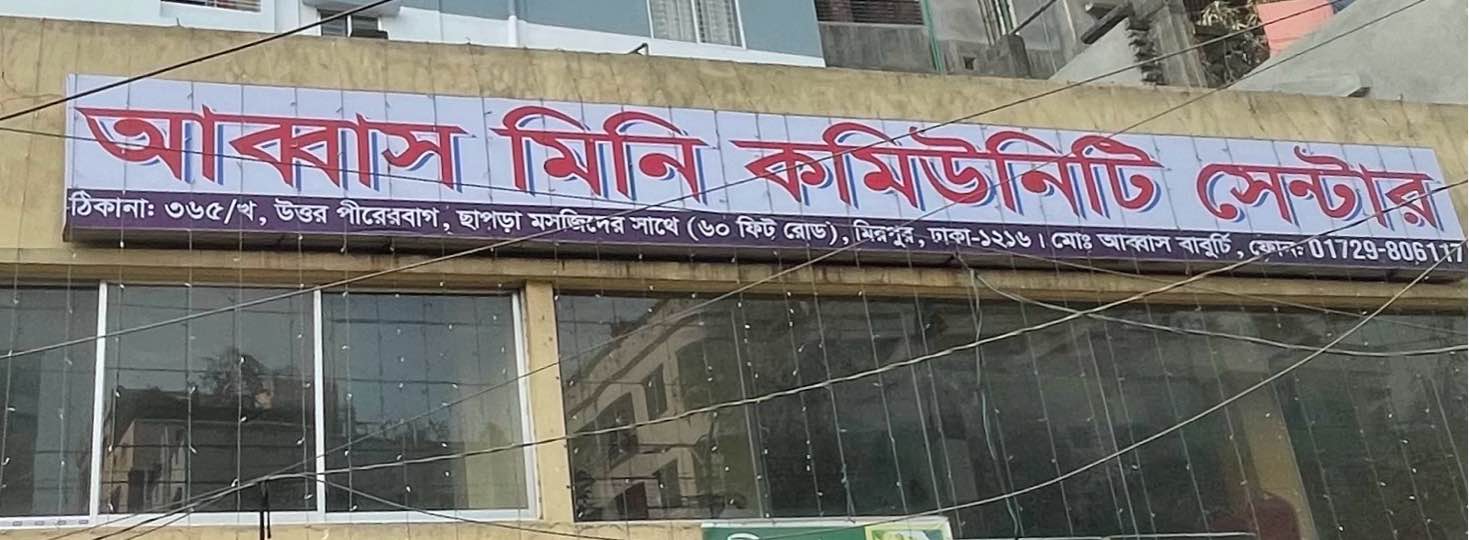 আব্বাস মিনি কমিউনিটি সেন্টার
ঠিকানা: ৩৬৫/খ, উত্তর পীরেরবাগ, ছাপড়া মসজিদের সাথে (৬০ ফিট রোড), মিরপুর, ঢাকা-১২১৬। মোঃ আব্বাস বাবুর্চি, ফোন: 01729-806117